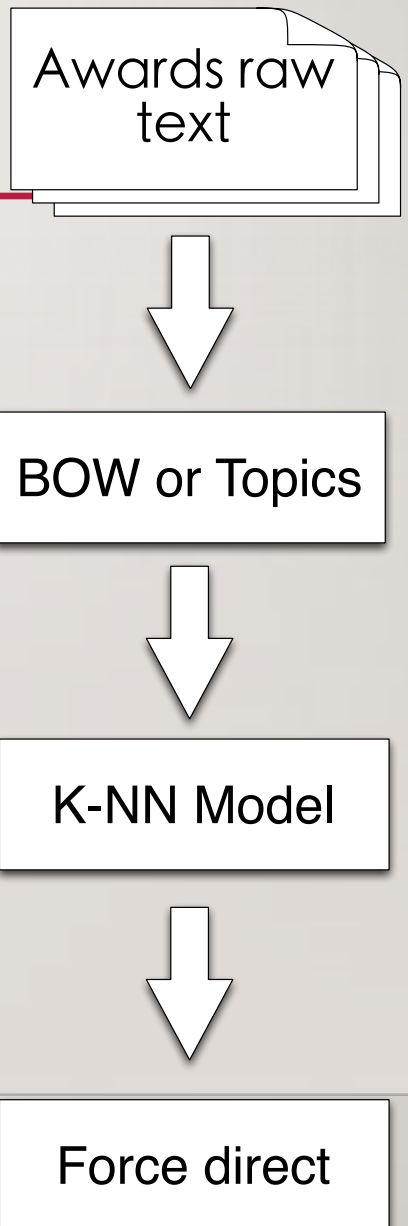 Awards raw
text
BOW or Topics
K-NN Model
Force direct